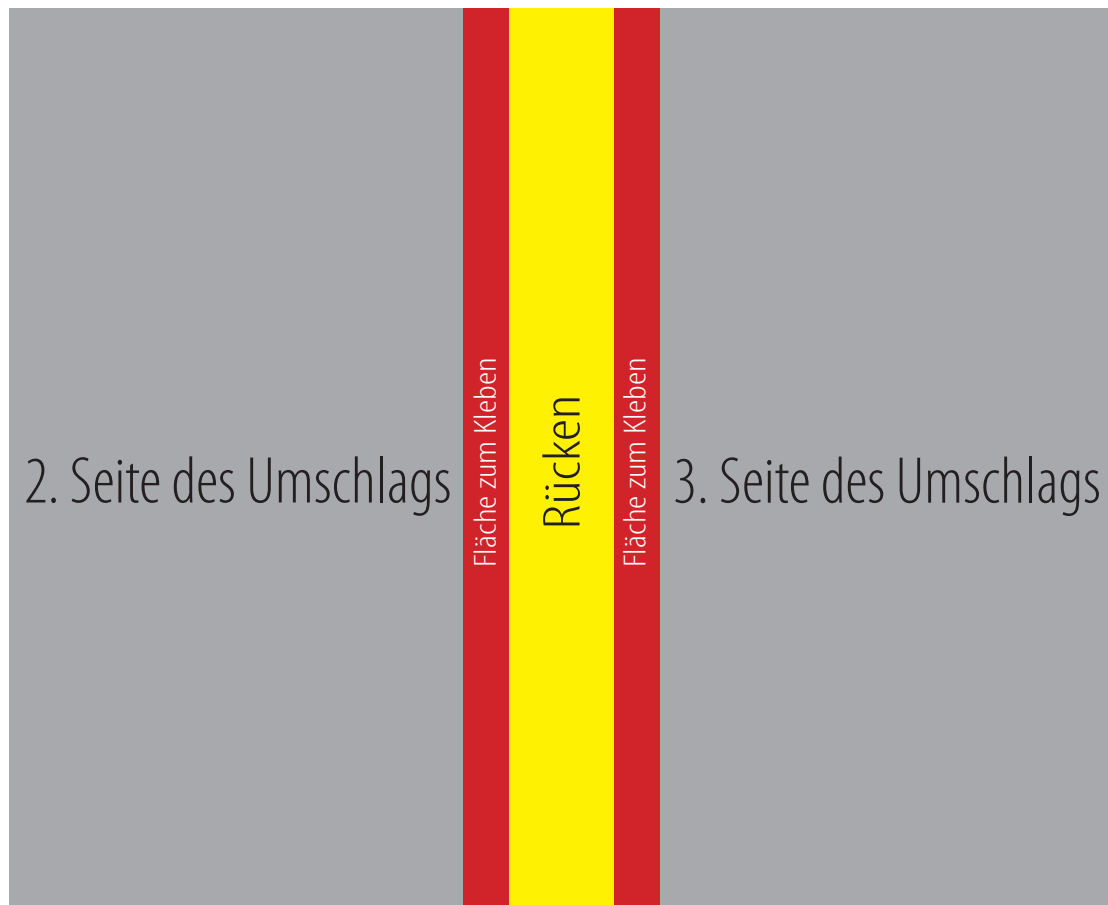 2. Seite des Umschlags
Fläche zum Kleben
Rücken
Fläche zum Kleben
3. Seite des Umschlags